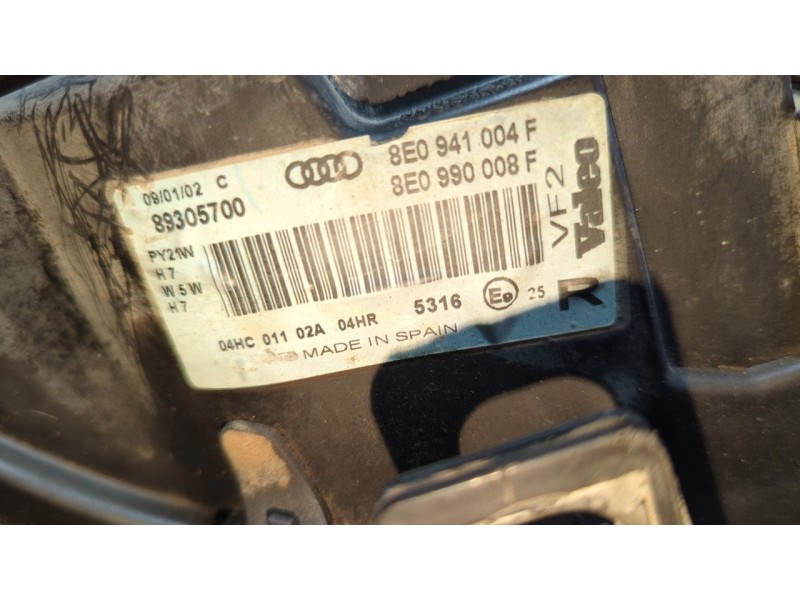 09/01/02 C
8E0 941 004 F
89305700
8E0 990 008 F
PY21W
H7
W5W
H7
VF2
Valeo
04HC 011 02A 04HR 5316 E9 25 R
MADE IN SPAIN